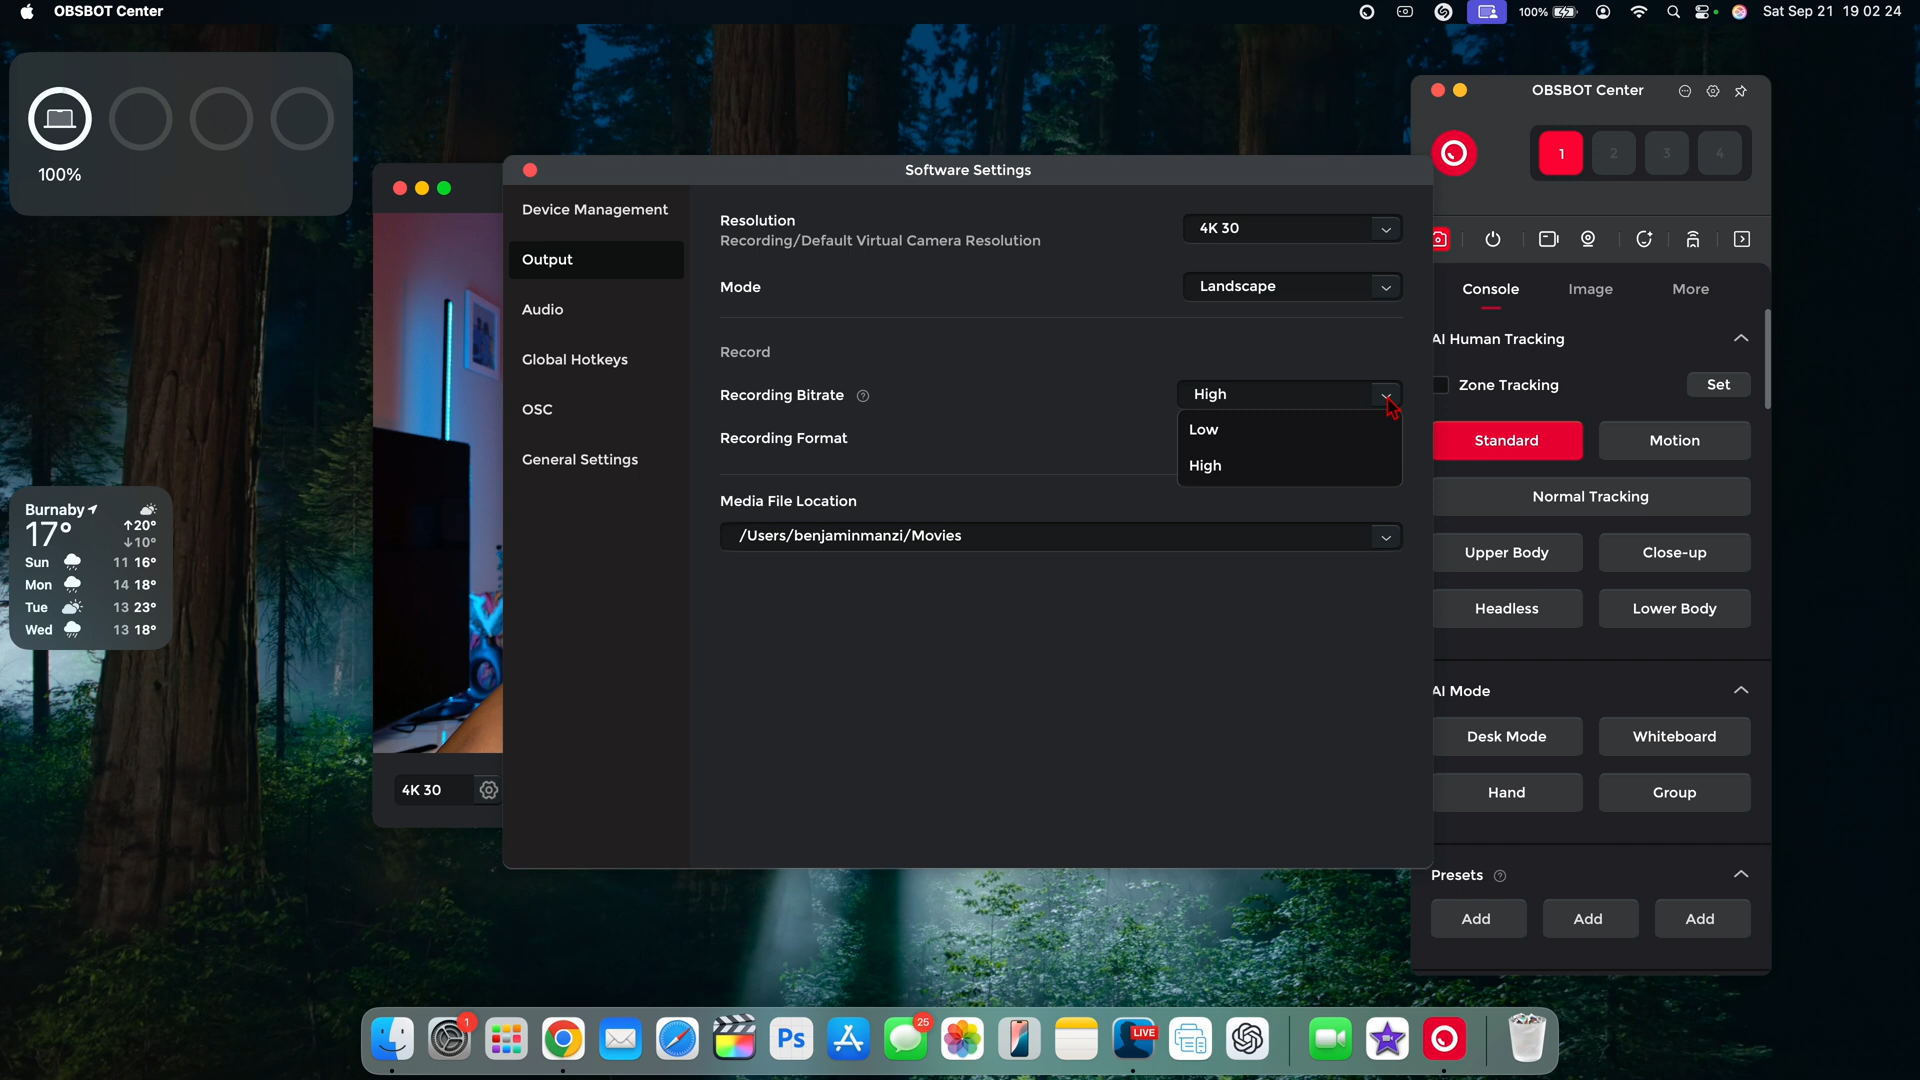 OBSBOT Center
100%
Sat Sep 21 19 02 24
100%
Burnaby
17°
↑20°
↓10°
Sun 11 16°
Mon 14 18°
Tue 13 23°
Wed 13 18°
4K 30
Software Settings
Device Management
Output
Audio
Global Hotkeys
OSC
General Settings
Resolution
Recording/Default Virtual Camera Resolution
4K 30
Mode
Landscape
Record
Recording Bitrate ?
High
Low
High
Recording Format
Media File Location
/Users/benjaminmanzi/Movies
OBSBOT Center
1 2 3 4
Console Image More
AI Human Tracking
Zone Tracking Set
Standard Motion
Normal Tracking
Upper Body Close-up
Headless Lower Body
AI Mode
Desk Mode Whiteboard
Hand Group
Presets ?
Add Add Add
1
Ps
25
LIVE